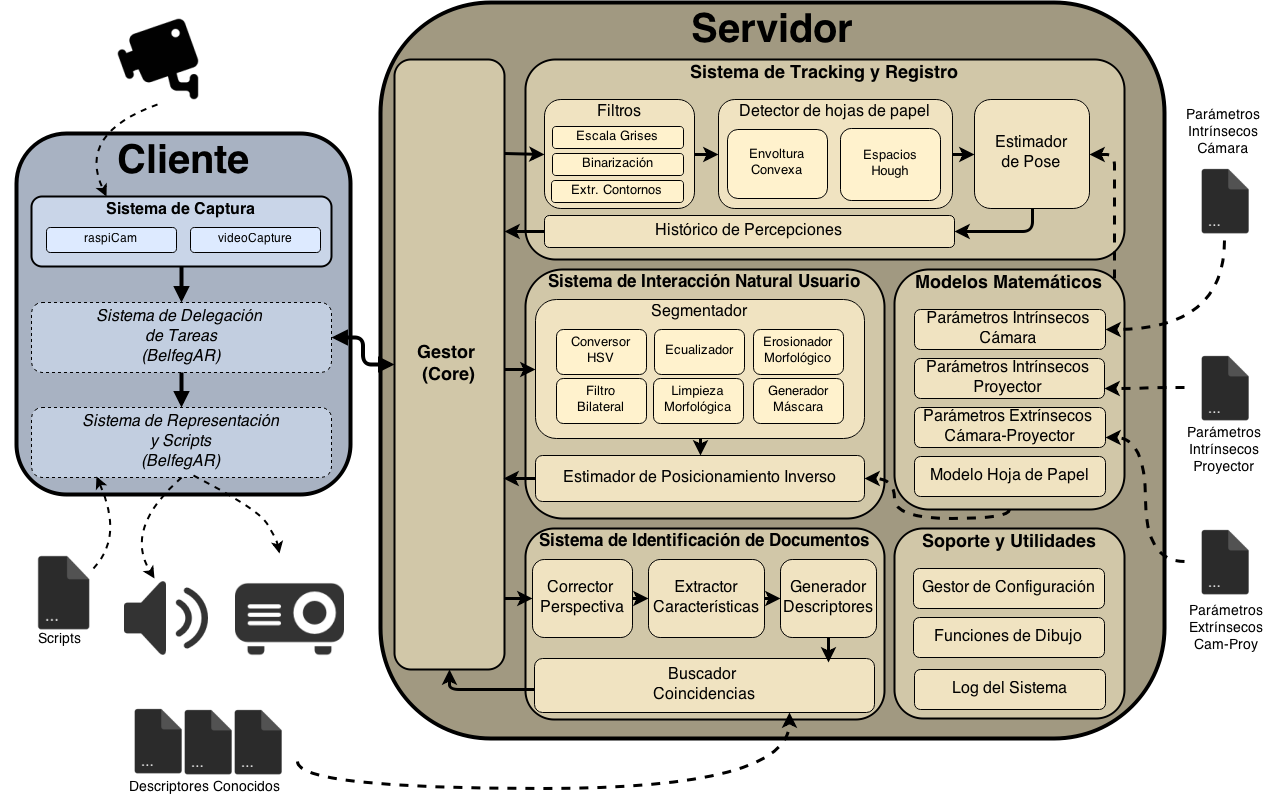 Servidor
Cliente
Sistema de Captura
raspiCam
videoCapture
Sistema de Delegación
de Tareas
(BelfegAR)
Sistema de Representación
y Scripts
(BelfegAR)
...
Scripts
...
...
...
Descriptores Conocidos
Gestor
(Core)
Sistema de Tracking y Registro
Filtros
Escala Grises
Binarización
Extr. Contornos
Detector de hojas de papel
Envoltura
Convexa
Espacios
Hough
Estimador
de Pose
Histórico de Percepciones
Sistema de Interacción Natural Usuario
Segmentador
Conversor
HSV
Ecualizador
Erosionador
Morfológico
Filtro
Bilateral
Limpieza
Morfológica
Generador
Máscara
Estimador de Posicionamiento Inverso
Modelos Matemáticos
Parámetros Intrínsecos
Cámara
Parámetros Intrínsecos
Proyector
Parámetros Extrínsecos
Cámara-Proyector
Modelo Hoja de Papel
Sistema de Identificación de Documentos
Corrector
Perspectiva
Extractor
Características
Generador
Descriptores
Buscador
Coincidencias
Soporte y Utilidades
Gestor de Configuración
Funciones de Dibujo
Log del Sistema
Parámetros
Intrínsecos
Cámara
...
...
Parámetros
Intrínsecos
Proyector
...
Parámetros
Extrínsecos
Cam-Proy